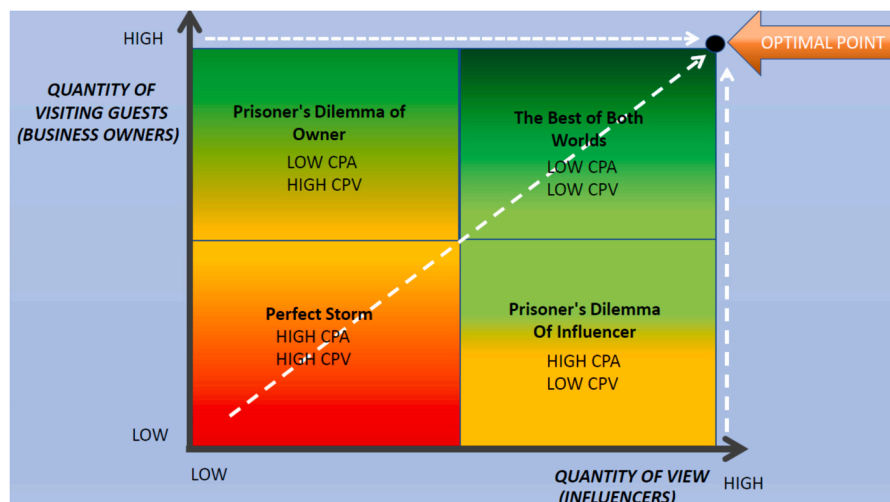 HIGH
OPTIMAL POINT
QUANTITY OF
VISITING GUESTS
(BUSINESS OWNERS)
Prisoner's Dilemma of
Owner
LOW CPA
HIGH CPV
The Best of Both
Worlds
LOW CPA
LOW CPV
Perfect Storm
HIGH CPA
HIGH CPV
Prisoner's Dilemma
Of Influencer
HIGH CPA
LOW CPV
LOW
LOW
QUANTITY OF VIEW
(INFLUENCERS)
HIGH